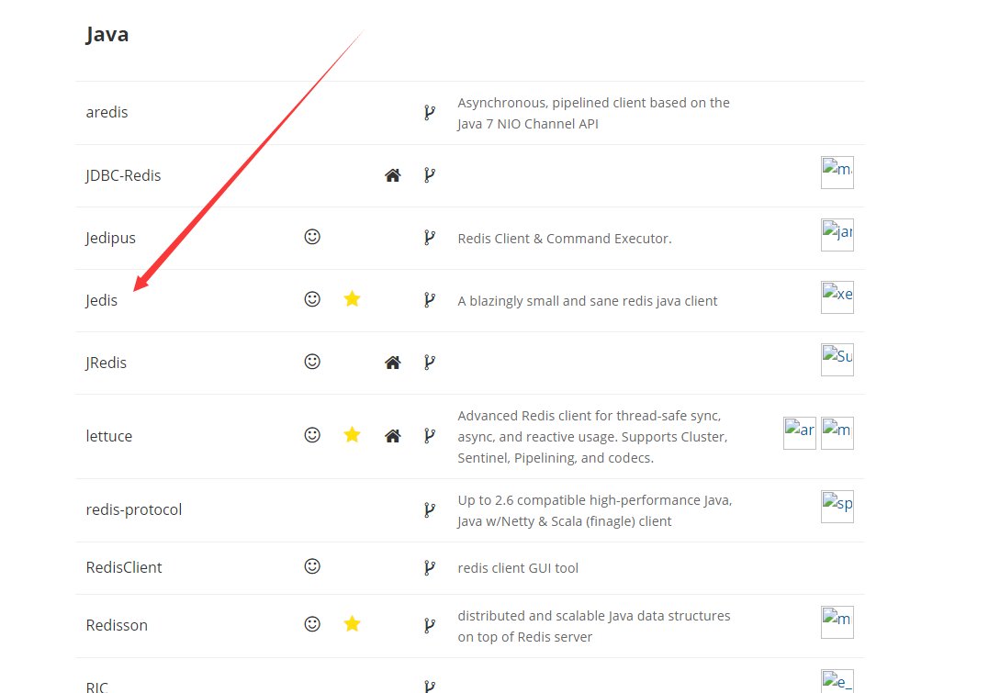 Java
aredis
Asynchronous, pipelined client based on the
Java 7 NIO Channel API
JDBC-Redis
ma
Jedipus
Redis Client & Command Executor.
jar
Jedis
A blazingly small and sane redis java client
xe
JRedis
Su
lettuce
Advanced Redis client for thread-safe sync,
async, and reactive usage. Supports Cluster,
Sentinel, Pipelining, and codecs.
ar
m
redis-protocol
Up to 2.6 compatible high-performance Java,
Java w/Netty & Scala (finagle) client
sp
RedisClient
redis client GUI tool
Redisson
distributed and scalable Java data structures
on top of Redis server
m
RIC
e_